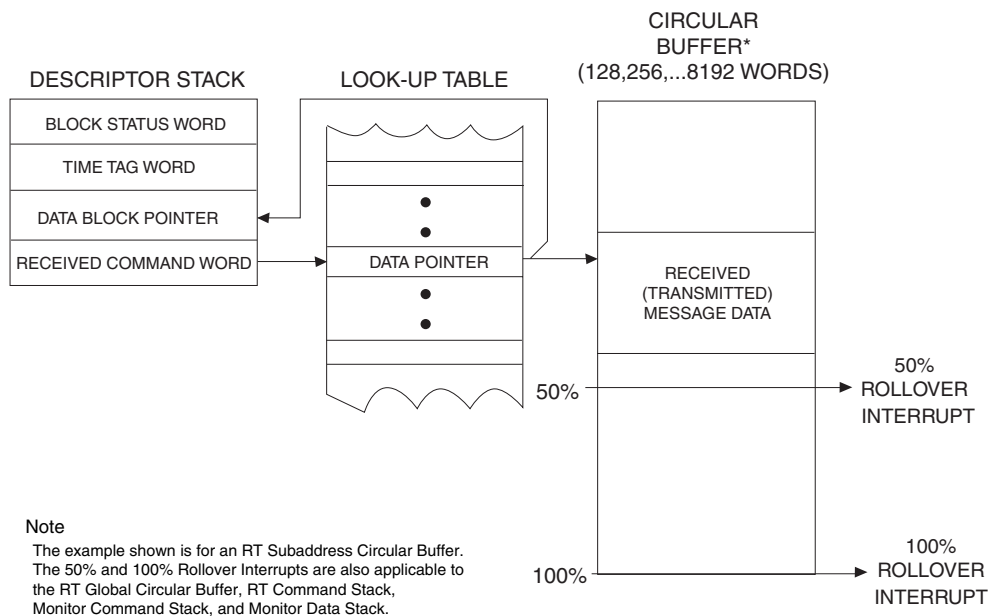 CIRCULAR
BUFFER*
(128,256,...8192 WORDS)
DESCRIPTOR STACK
LOOK-UP TABLE
BLOCK STATUS WORD
TIME TAG WORD
DATA BLOCK POINTER
RECEIVED COMMAND WORD
DATA POINTER
RECEIVED
(TRANSMITTED)
MESSAGE DATA
50%
50%
ROLLOVER
INTERRUPT
100%
100%
ROLLOVER
INTERRUPT
Note
The example shown is for an RT Subaddress Circular Buffer.
The 50% and 100% Rollover Interrupts are also applicable to
the RT Global Circular Buffer, RT Command Stack,
Monitor Command Stack, and Monitor Data Stack.